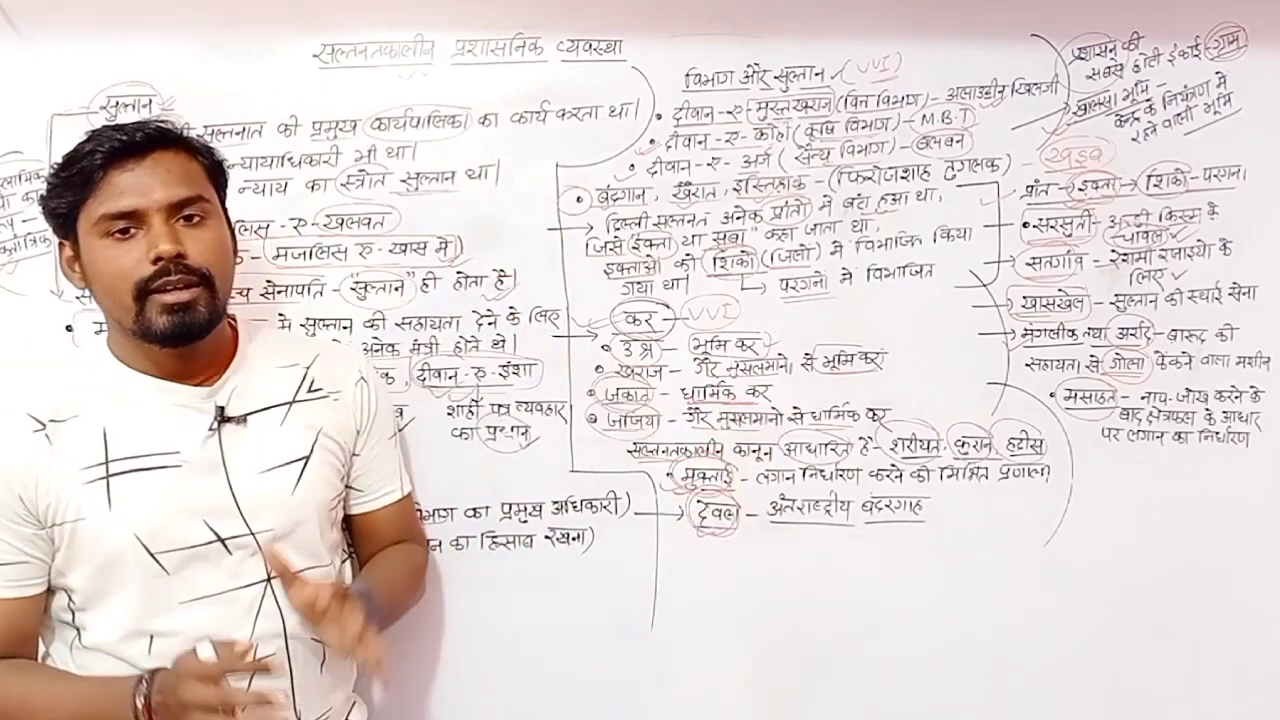 सल्तनतकालीन प्रशासनिक व्यवस्था
सुल्तान
सल्तनात की प्रमुख कार्यपालिका का कार्य करता था।
न्यायाधिकारी भी था।
न्याय का स्त्रोत सुल्तान था।
लिस - ए - खलवत
- मजालिस ए - खास में)
सेनापति - "सुल्तान" ही होता है।
मे सुल्तान की सहायता देने के लिए
अनेक मंत्री होते थे।
दीवान - ए - इंशा
शाही पत्र व्यवहार
का प्रधान
का प्रमुख अधिकारी)
का हिसाब रखना)
विभाग और सुल्तान - (VVI)
• दीवान - ए - मुस्तखराज (वित्त विभाग) - अलाउद्दीन खिलजी
• दीवान - ए - कोही (कृषि विभाग) - M.B.T
• दीवान - ए - अर्ज (सैन्य विभाग) - बलबन
• बंदगान, खैरात, इस्तिहाक - (फिरोजशाह तुगलक)
→ दिल्ली सल्तनत अनेक प्रांतो में बंटा हुआ था,
जिसे इक्ता या सूबा" कहा जाता था,
इक्ताओ को शिको (जिलो) में विभाजित किया
गया था। → परगनो में विभाजित
→ कर - VVI
• उश्र - भूमि कर
• खराज - गैर मुसलमानो से भूमि कर
• जकात - धार्मिक कर
• जजिया - गैर मुसलमानो से धार्मिक कर
सल्तनतकालीन कानून आधारित है - शरीयत, कुरान, हदीस
• मुक्ताई - लगान निर्धारण करने की मिश्रित प्रणाली
→ देवल - अंतराष्ट्रीय बंदरगाह
प्रशासन की
सबसे छोटी इकाई - ग्राम
खालसा भूमि -
केन्द्र के नियंत्रण में
रहने वाली भूमि
प्रांत - इक्ता → शिको - परगना
• सरसुती - अच्छी किस्म के
चावल
सतगांव - रेशमी रजाइयो के
लिए
→ खासखेल - सुल्तान की स्थाई सेना
→ मंगलीक तथा अर्राद - बारूद की
सहायता से गोला फेकने वाला मशीन
• मसाहत - नाप-जोख करने के
बाद क्षेत्रफल के आधार
पर लगान का निर्धारण